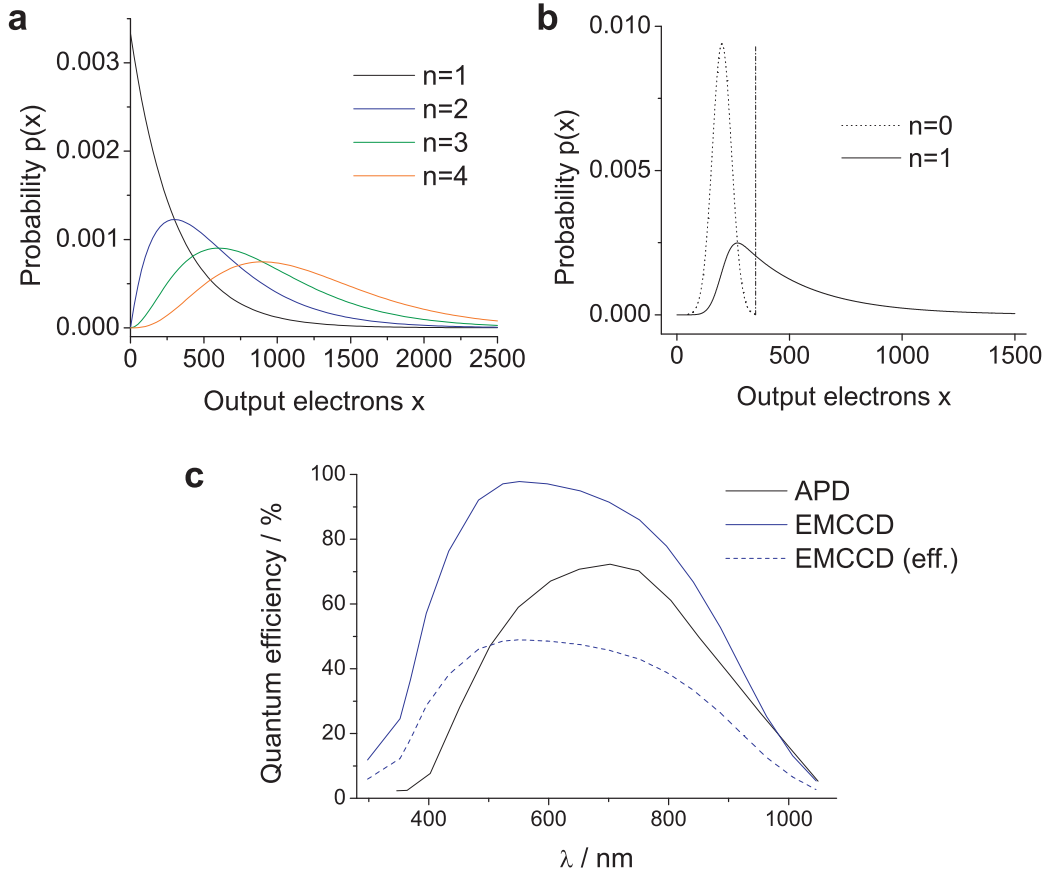 a
Probability p(x)
0.003
0.002
0.001
0.000
0
500
1000
1500
2000
2500
Output electrons x
n=1
n=2
n=3
n=4
b
Probability p(x)
0.010
0.005
0.000
0
500
1000
1500
Output electrons x
n=0
n=1
c
Quantum efficiency / %
100
80
60
40
20
0
400
600
800
1000
λ / nm
APD
EMCCD
EMCCD (eff.)